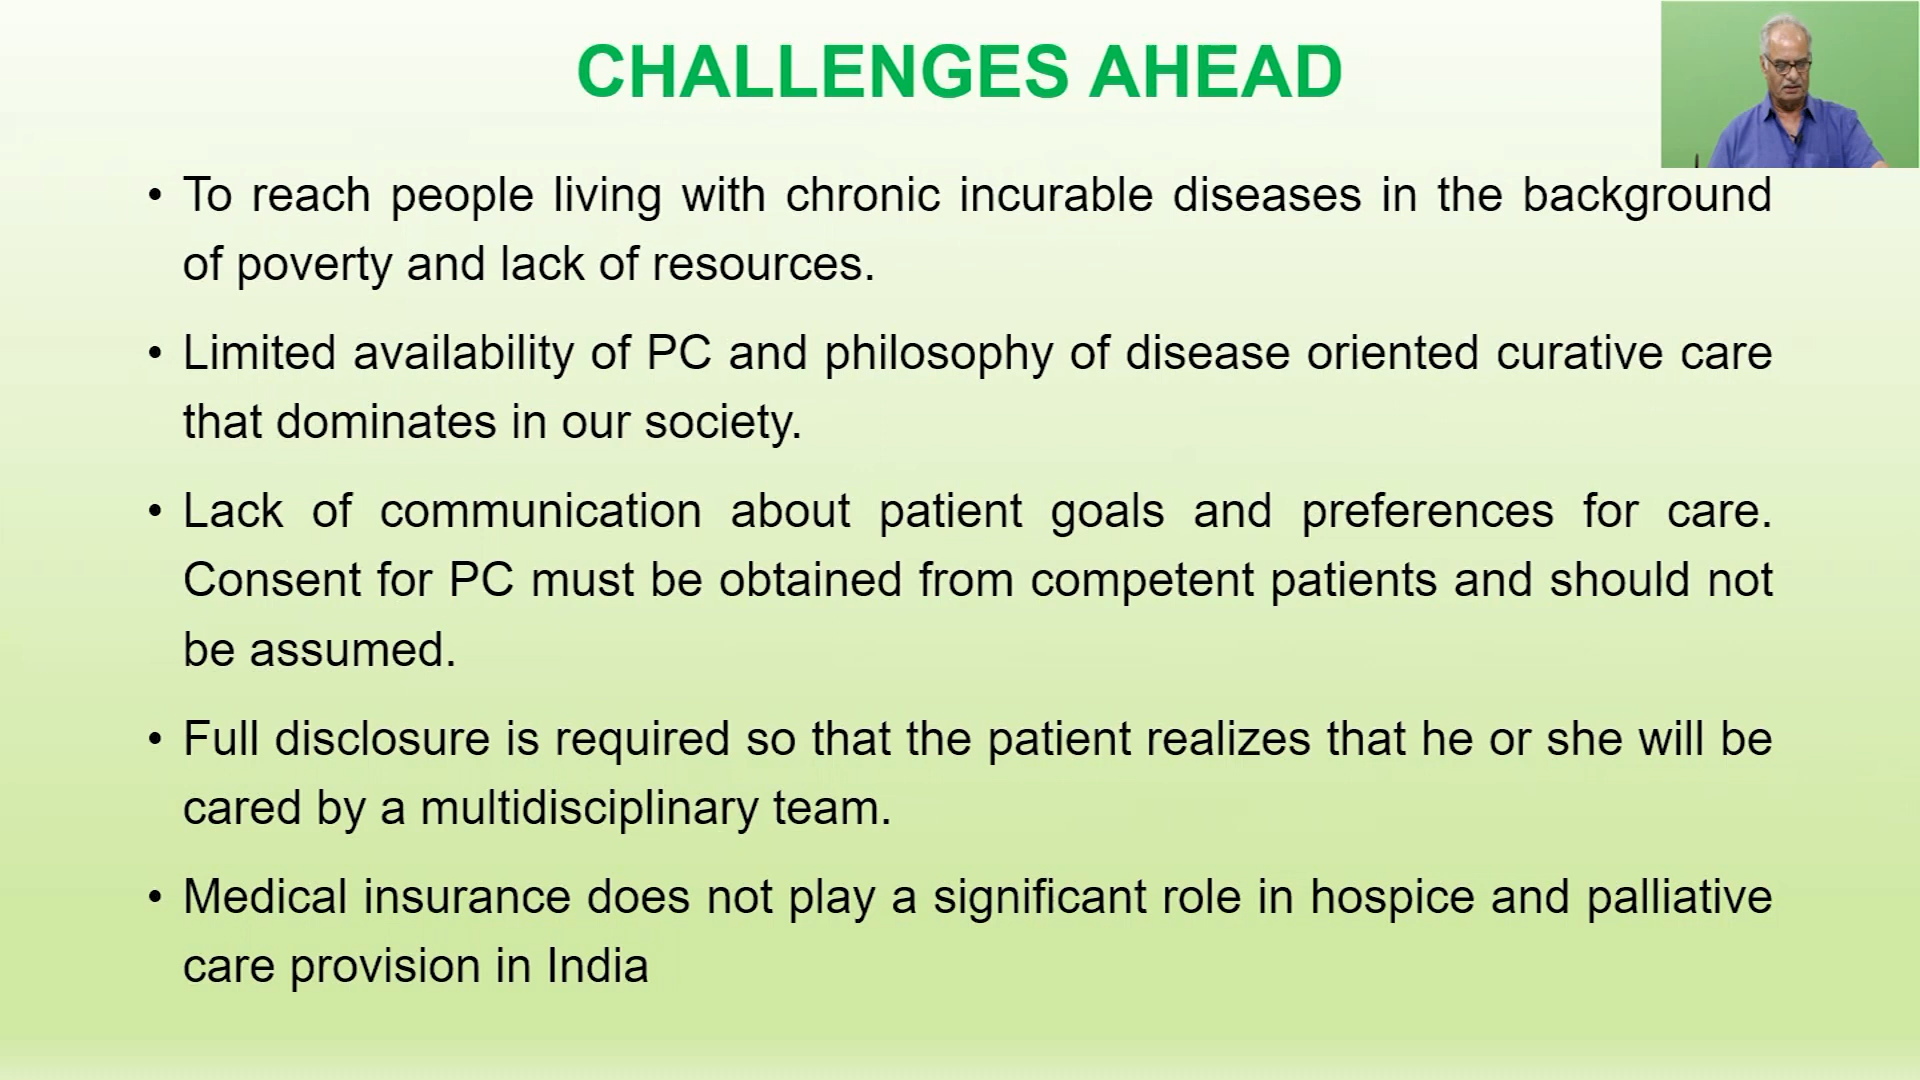 CHALLENGES AHEAD
• To reach people living with chronic incurable diseases in the background
of poverty and lack of resources.
• Limited availability of PC and philosophy of disease oriented curative care
that dominates in our society.
• Lack of communication about patient goals and preferences for care.
Consent for PC must be obtained from competent patients and should not
be assumed.
• Full disclosure is required so that the patient realizes that he or she will be
cared by a multidisciplinary team.
• Medical insurance does not play a significant role in hospice and palliative
care provision in India